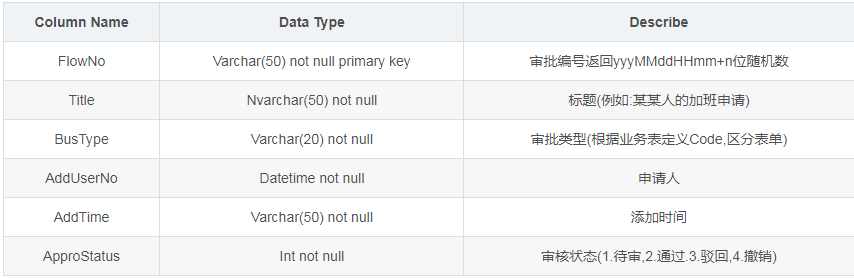 Column Name Data Type Describe
FlowNo Varchar(50) not null primary key 审批编号返回yyyMMddHHmm+n位随机数
Title Nvarchar(50) not null 标题(例如:某某人的加班申请)
BusType Varchar(20) not null 审批类型(根据业务表定义Code,区分表单)
AddUserNo Datetime not null 申请人
AddTime Varchar(50) not null 添加时间
ApproStatus Int not null 审核状态(1.待审,2.通过.3.驳回,4.撤销)